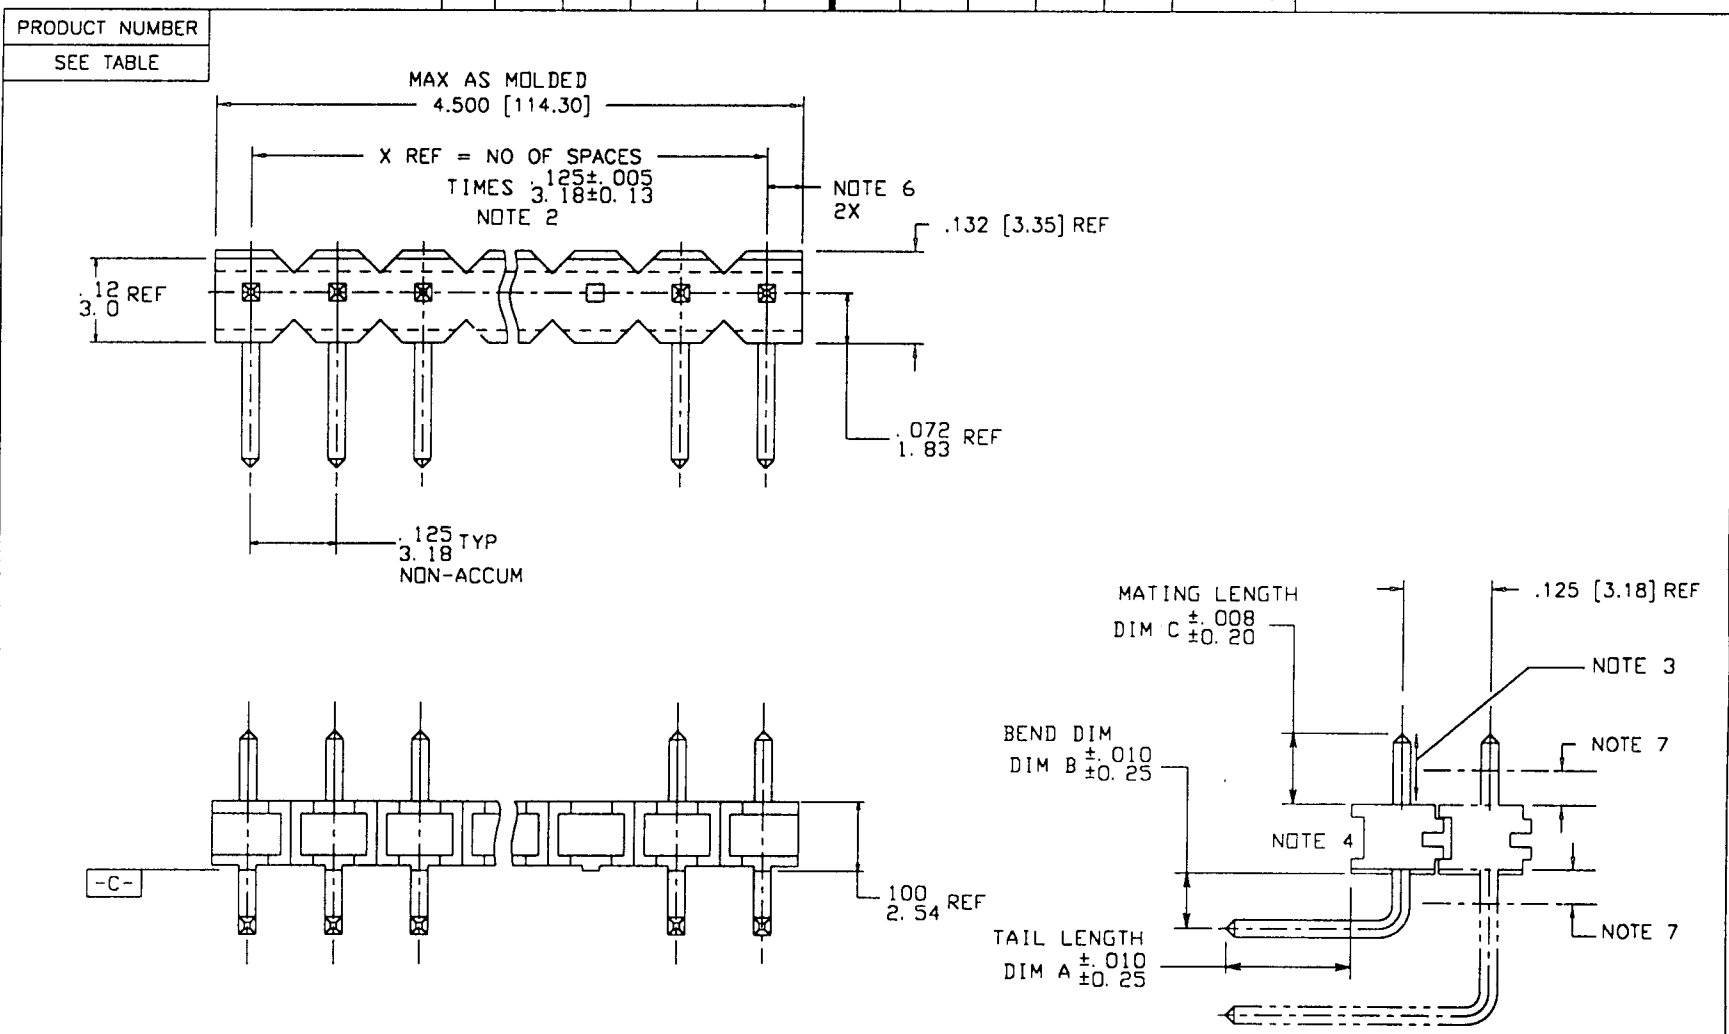 PRODUCT NUMBER
SEE TABLE
MAX AS MOLDED
4.500 [114.30]
X REF = NO OF SPACES
TIMES .125±.005
3.18±0.13
NOTE 2
NOTE 6
2X
.132 [3.35] REF
.12 REF
3.0
.072 REF
1.83
.125 TYP
3.18
NON-ACCUM
MATING LENGTH
DIM C ±.008
±0.20
.125 [3.18] REF
NOTE 3
BEND DIM
DIM B ±.010
±0.25
NOTE 7
NOTE 4
-C-
.100 REF
2.54
TAIL LENGTH
DIM A ±.010
±0.25
NOTE 7